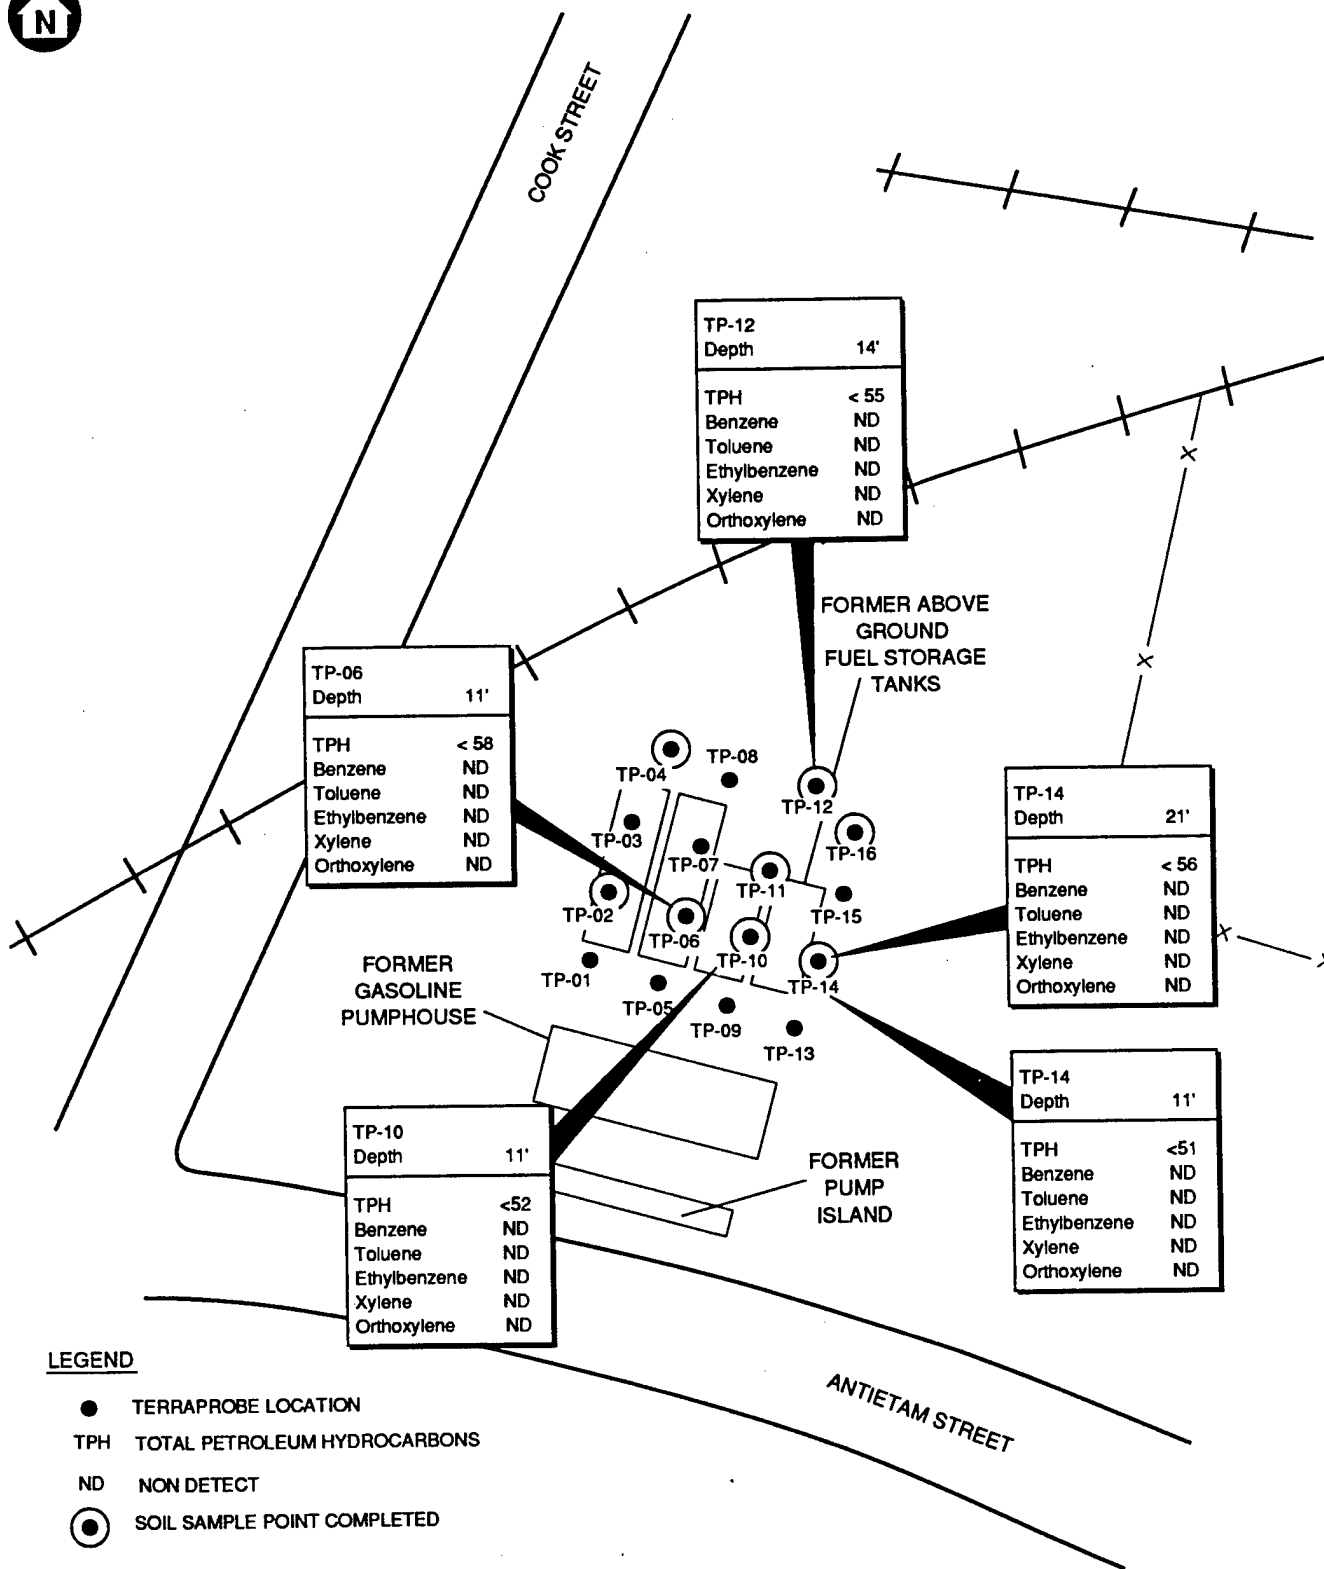 N
COOK STREET
TP-12
Depth 14'
TPH < 55
Benzene ND
Toluene ND
Ethylbenzene ND
Xylene ND
Orthoxylene ND
FORMER ABOVE
GROUND
FUEL STORAGE
TANKS
TP-06
Depth 11'
TPH < 58
Benzene ND
Toluene ND
Ethylbenzene ND
Xylene ND
Orthoxylene ND
TP-04
TP-08
TP-12
TP-03
TP-07
TP-16
TP-11
TP-02
TP-15
TP-06
TP-10
TP-01
TP-14
TP-05
TP-09
TP-13
TP-14
Depth 21'
TPH < 56
Benzene ND
Toluene ND
Ethylbenzene ND
Xylene ND
Orthoxylene ND
FORMER
GASOLINE
PUMPHOUSE
TP-14
Depth 11'
TPH <51
Benzene ND
Toluene ND
Ethylbenzene ND
Xylene ND
Orthoxylene ND
TP-10
Depth 11'
TPH <52
Benzene ND
Toluene ND
Ethylbenzene ND
Xylene ND
Orthoxylene ND
FORMER
PUMP
ISLAND
ANTIETAM STREET
LEGEND
TERRAPROBE LOCATION
TPH TOTAL PETROLEUM HYDROCARBONS
ND NON DETECT
SOIL SAMPLE POINT COMPLETED